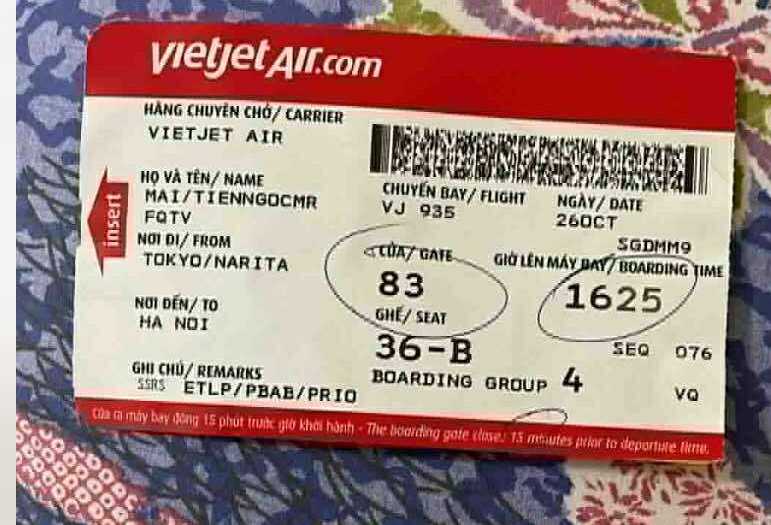 vietjetAir.com
HÃNG CHUYÊN CHỞ/ CARRIER
VIETJET AIR
HỌ VÀ TÊN/ NAME
MAI/TIENNGOCMR
FQTV
CHUYẾN BAY/ FLIGHT
VJ 935
NGÀY/ DATE
26OCT
SGDMM9
insert
NƠI ĐI/ FROM
TOKYO/NARITA
CỬA/ GATE
83
GIỜ LÊN MÁY BAY/ BOARDING TIME
1625
NƠI ĐẾN/ TO
HA NOI
GHẾ/ SEAT
36-B
SEQ 076
GHI CHÚ/ REMARKS
SSRS ETLP/PBAB/PRIO
BOARDING GROUP 4
VQ
Cửa ra máy bay đóng 15 phút trước giờ khởi hành - The boarding gate close: 15 minutes prior to departure time.